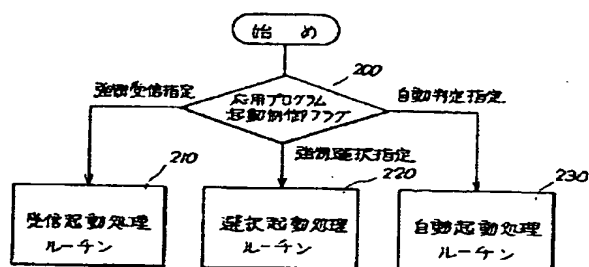 始め
200
応用プログラム
起動制御フラグ
強制受信指定
自動判定指定
強制選択指定
210
220
230
受信起動処理
ルーチン
選択起動処理
ルーチン
自動起動処理
ルーチン